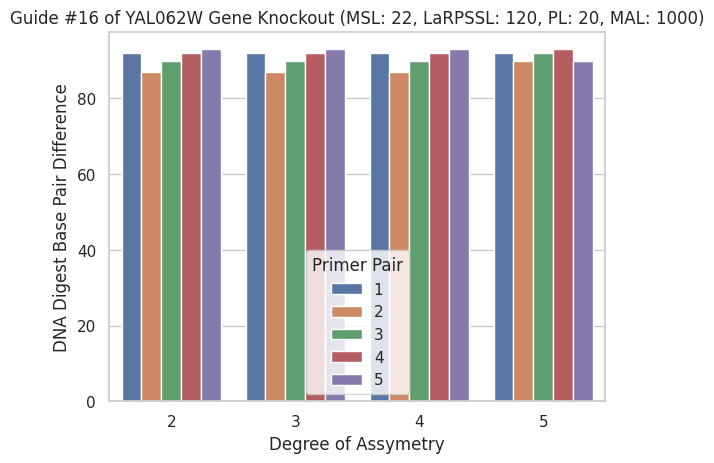 Guide #16 of YAL062W Gene Knockout (MSL: 22, LaRPSSL: 120, PL: 20, MAL: 1000)
DNA Digest Base Pair Difference
80
60
40
20
0
Primer Pair
1
2
3
4
5
2 3 4 5
Degree of Assymetry